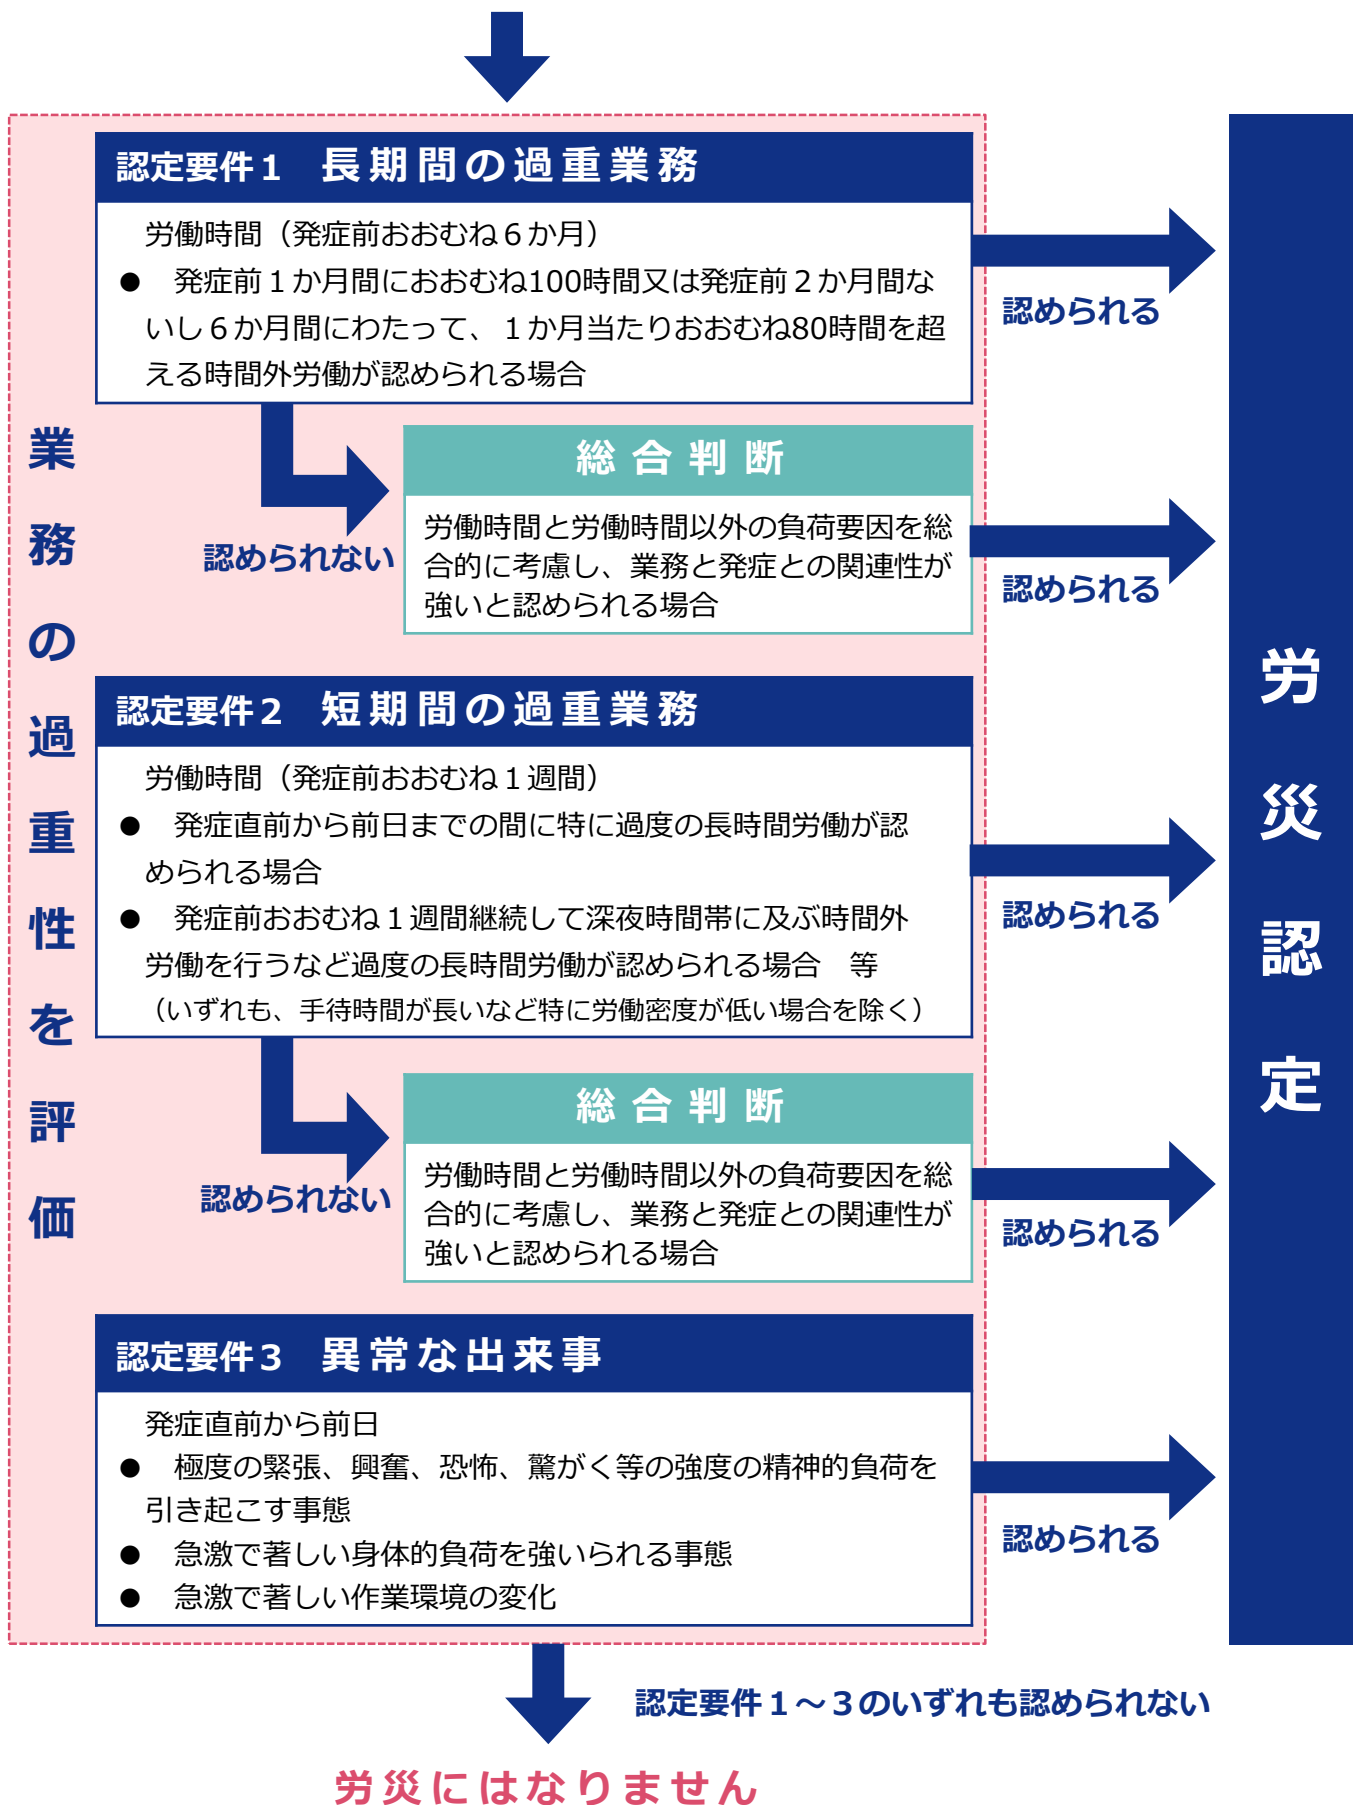 認定要件１　長期間の過重業務
労働時間（発症前おおむね６か月）
●　発症前１か月間におおむね100時間又は発症前２か月間な
いし６か月間にわたって、１か月当たりおおむね80時間を超
える時間外労働が認められる場合
認められる
認められない
総合判断
労働時間と労働時間以外の負荷要因を総
合的に考慮し、業務と発症との関連性が
強いと認められる場合
認められる
業務の過重性を評価
認定要件２　短期間の過重業務
労働時間（発症前おおむね１週間）
●　発症直前から前日までの間に特に過度の長時間労働が認
められる場合
●　発症前おおむね１週間継続して深夜時間帯に及ぶ時間外
労働を行うなど過度の長時間労働が認められる場合　等
（いずれも、手待時間が長いなど特に労働密度が低い場合を除く）
認められる
認められない
総合判断
労働時間と労働時間以外の負荷要因を総
合的に考慮し、業務と発症との関連性が
強いと認められる場合
認められる
認定要件３　異常な出来事
発症直前から前日
●　極度の緊張、興奮、恐怖、驚がく等の強度の精神的負荷を
引き起こす事態
●　急激で著しい身体的負荷を強いられる事態
●　急激で著しい作業環境の変化
認められる
労災認定
認定要件１～３のいずれも認められない
労災にはなりません